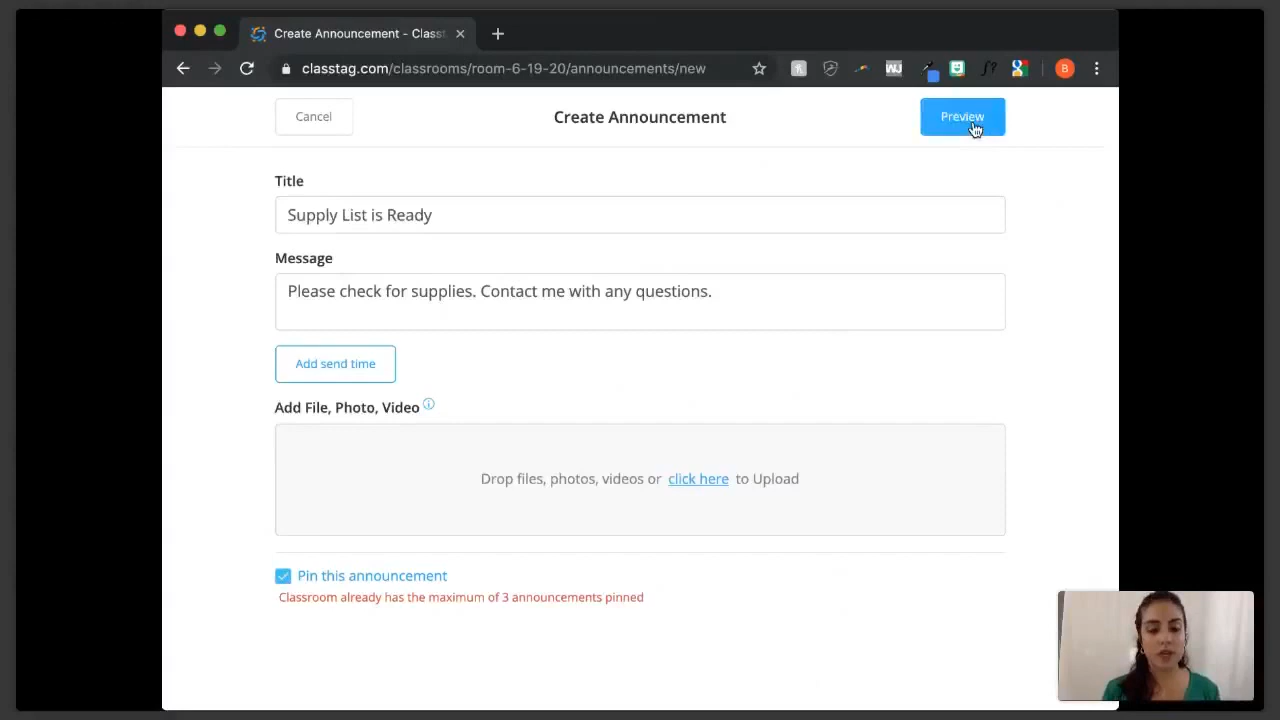 Create Announcement - Classt
classtag.com/classrooms/room-6-19-20/announcements/new
B
Cancel
Create Announcement
Preview
Title
Supply List is Ready
Message
Please check for supplies. Contact me with any questions.
Add send time
Add File, Photo, Video
Drop files, photos, videos or click here to Upload
Pin this announcement
Classroom already has the maximum of 3 announcements pinned